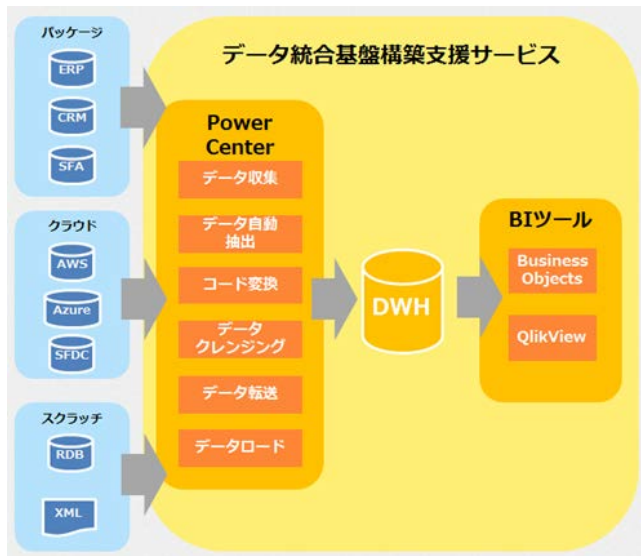 パッケージ
ERP
CRM
SFA
クラウド
AWS
Azure
SFDC
スクラッチ
RDB
XML
データ統合基盤構築支援サービス
Power
Center
データ収集
データ自動
抽出
コード変換
データ
クレンジング
データ転送
データロード
DWH
BIツール
Business
Objects
QlikView